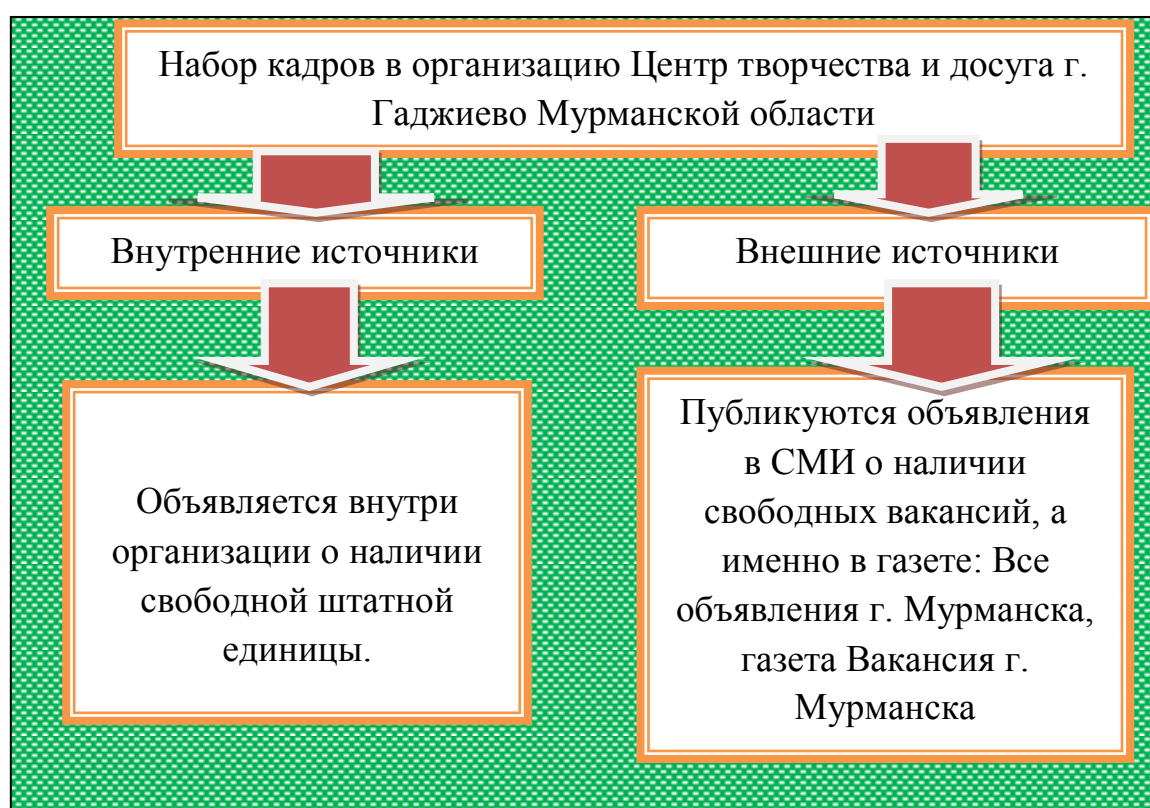 Набор кадров в организацию Центр творчества и досуга г.
Гаджиево Мурманской области
Внутренние источники
Внешние источники
Объявляется внутри
организации о наличии
свободной штатной
единицы.
Публикуются объявления
в СМИ о наличии
свободных вакансий, а
именно в газете: Все
объявления г. Мурманска,
газета Вакансия г.
Мурманска